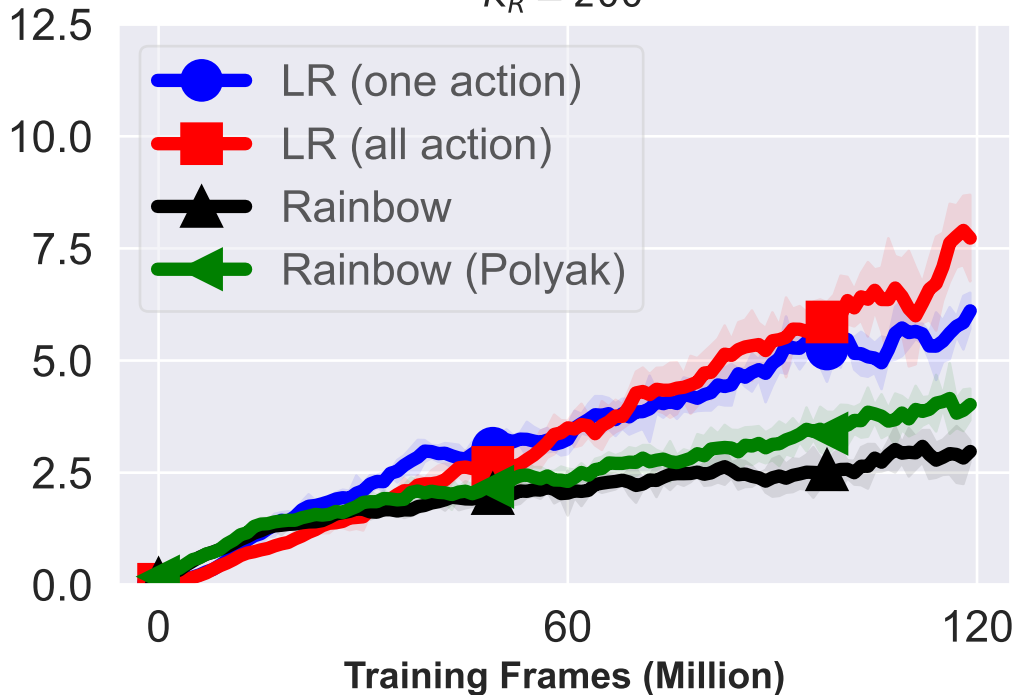 12.5
LR (one action)
10.0
LR (all action)
Rainbow
7.5
Rainbow (Polyak)
5.0
2.5
0.0
0 60 120
Training Frames (Million)